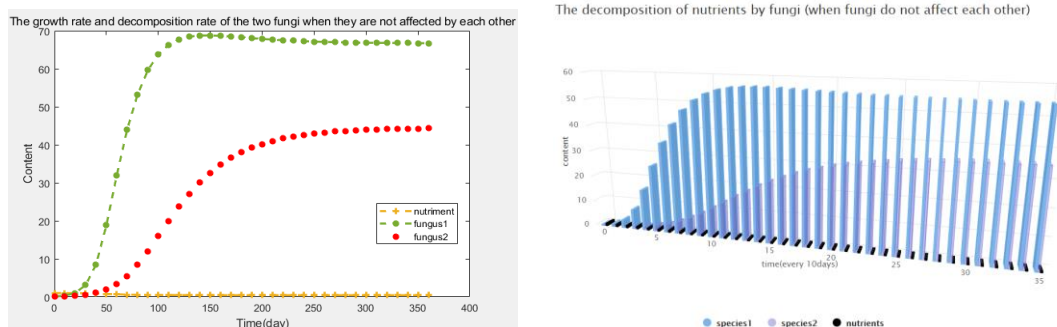 The growth rate and decomposition rate of the two fungi when they are not affected by each other
70
60
50
40
30
20
10
0
Content
0 50 100 150 200 250 300 350 400
Time(day)
nutriment
fungus1
fungus2
The decomposition of nutrients by fungi (when fungi do not affect each other)
60
50
40
30
20
10
0
content
0 5 10 15 20 25 30 35
time(every 10days)
species1 species2 nutrients